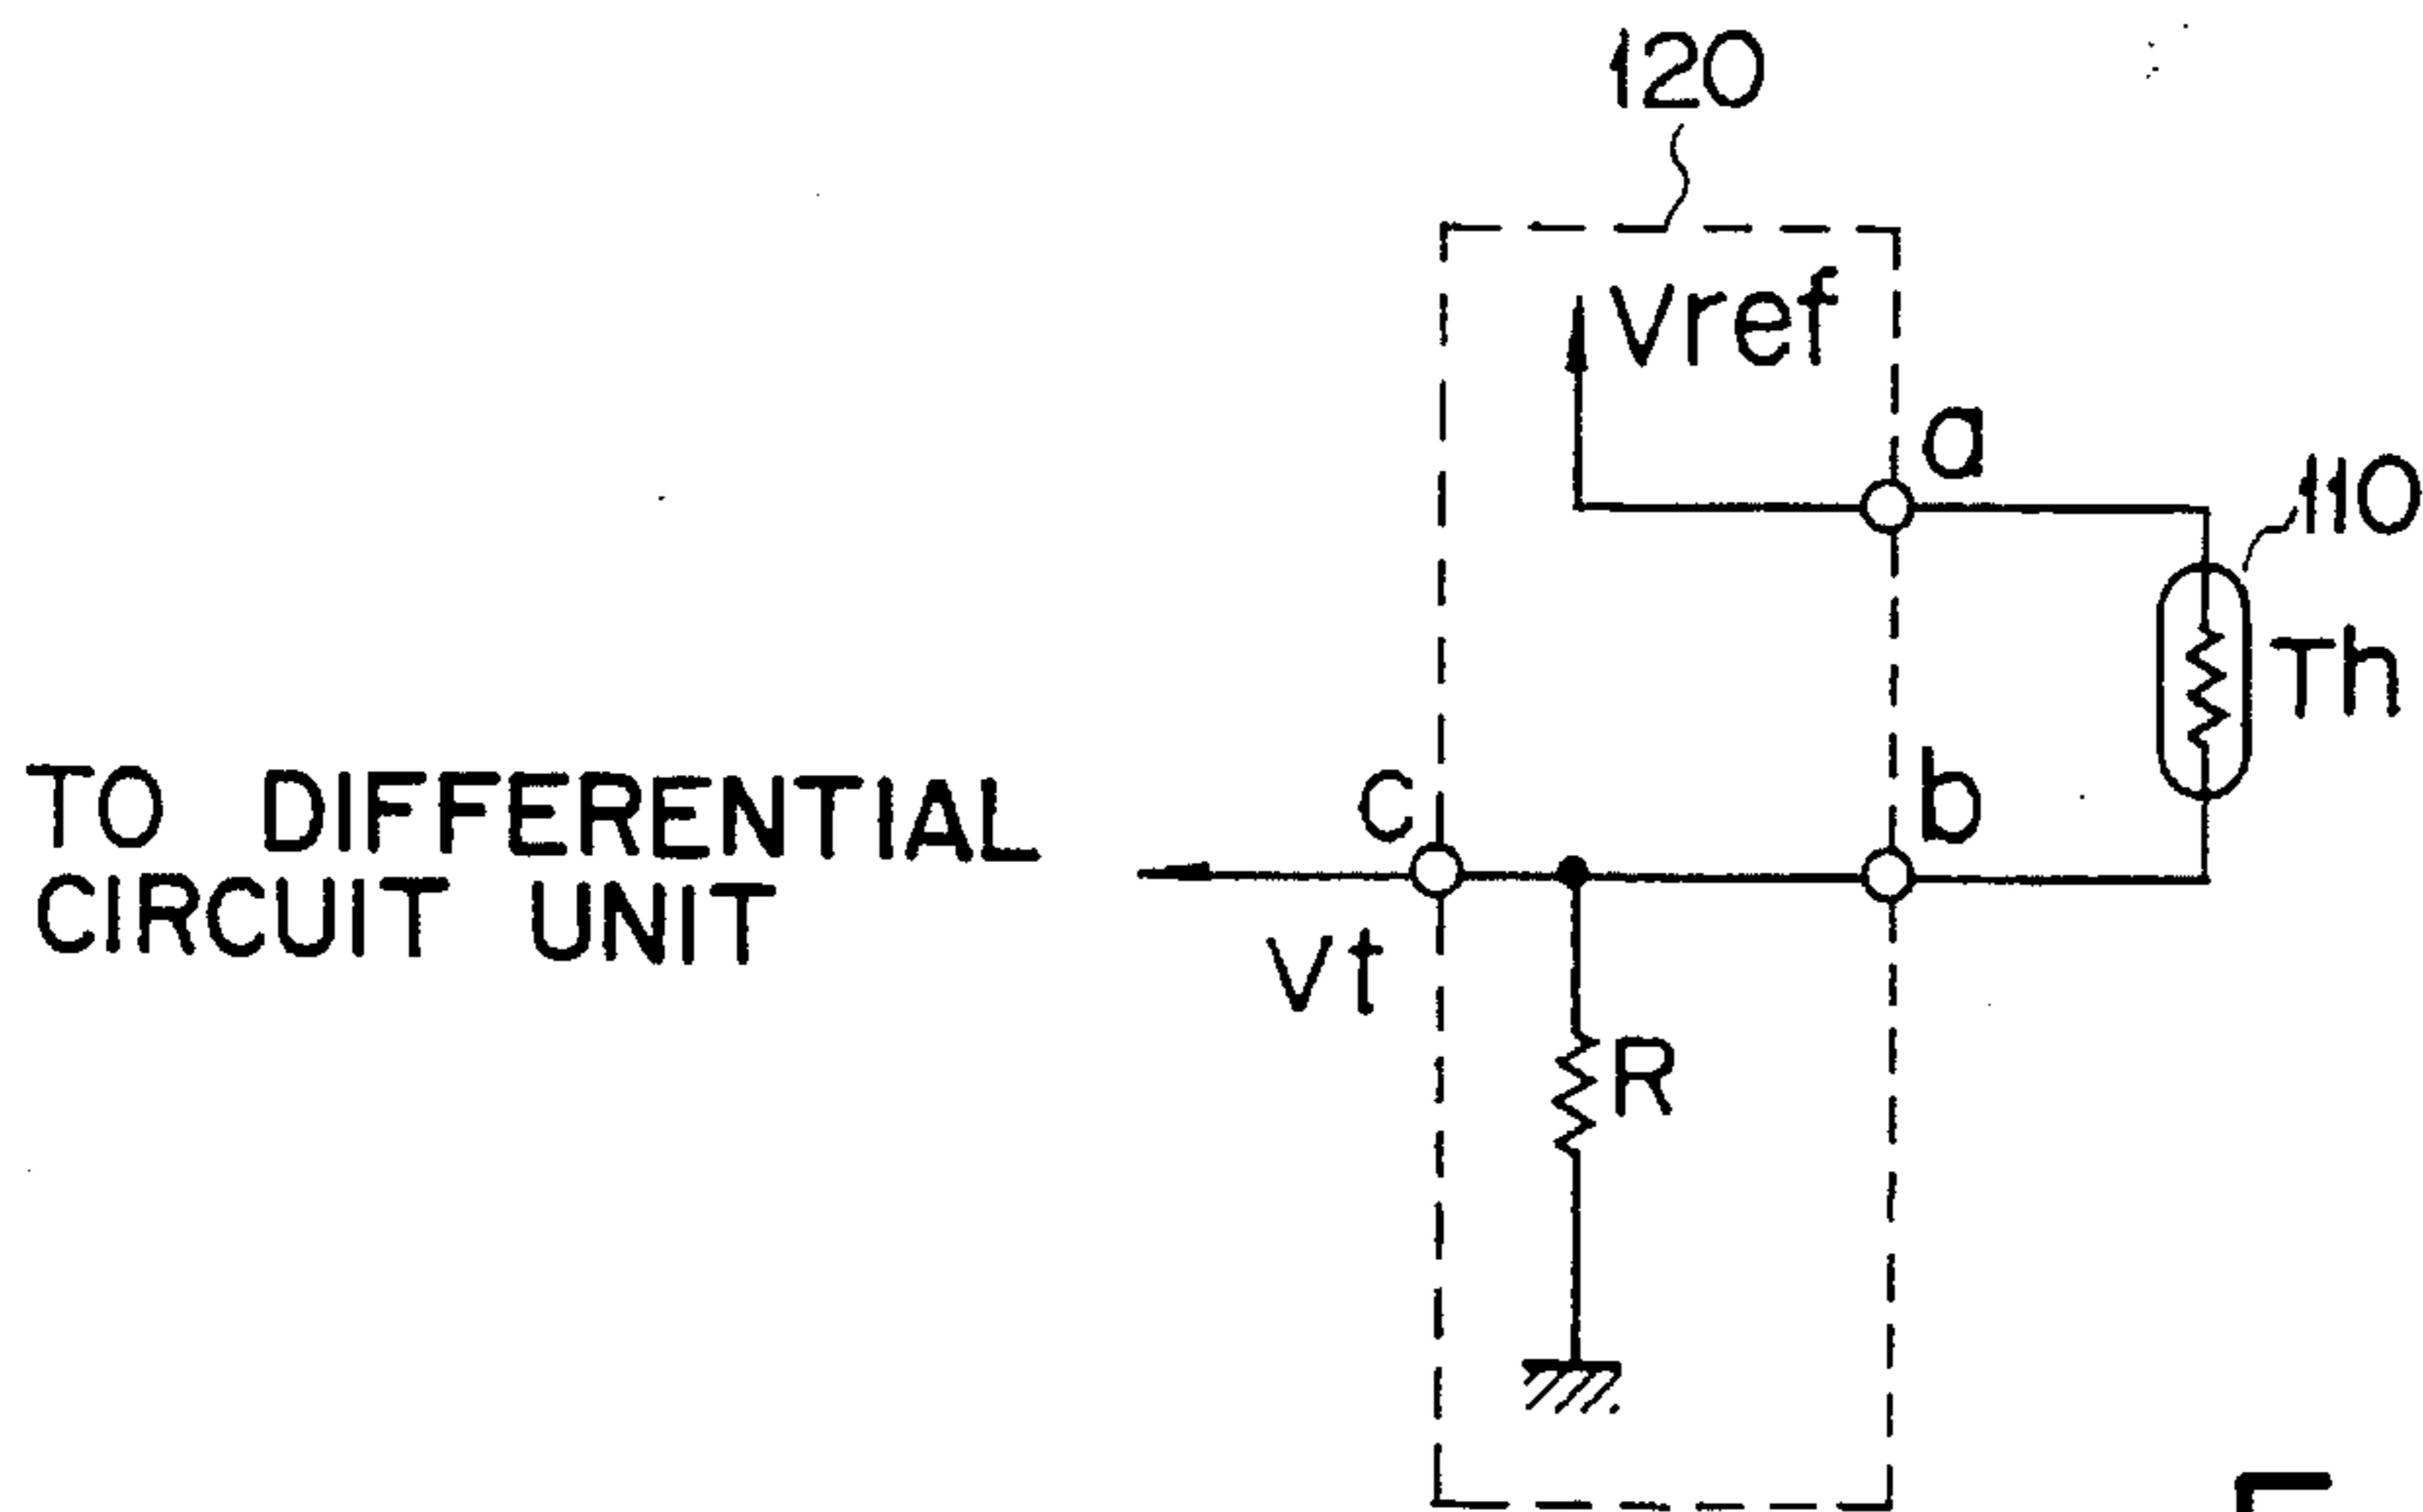 120
Vref
a
110
Th
b
c
TO DIFFERENTIAL
CIRCUIT UNIT
Vt
R